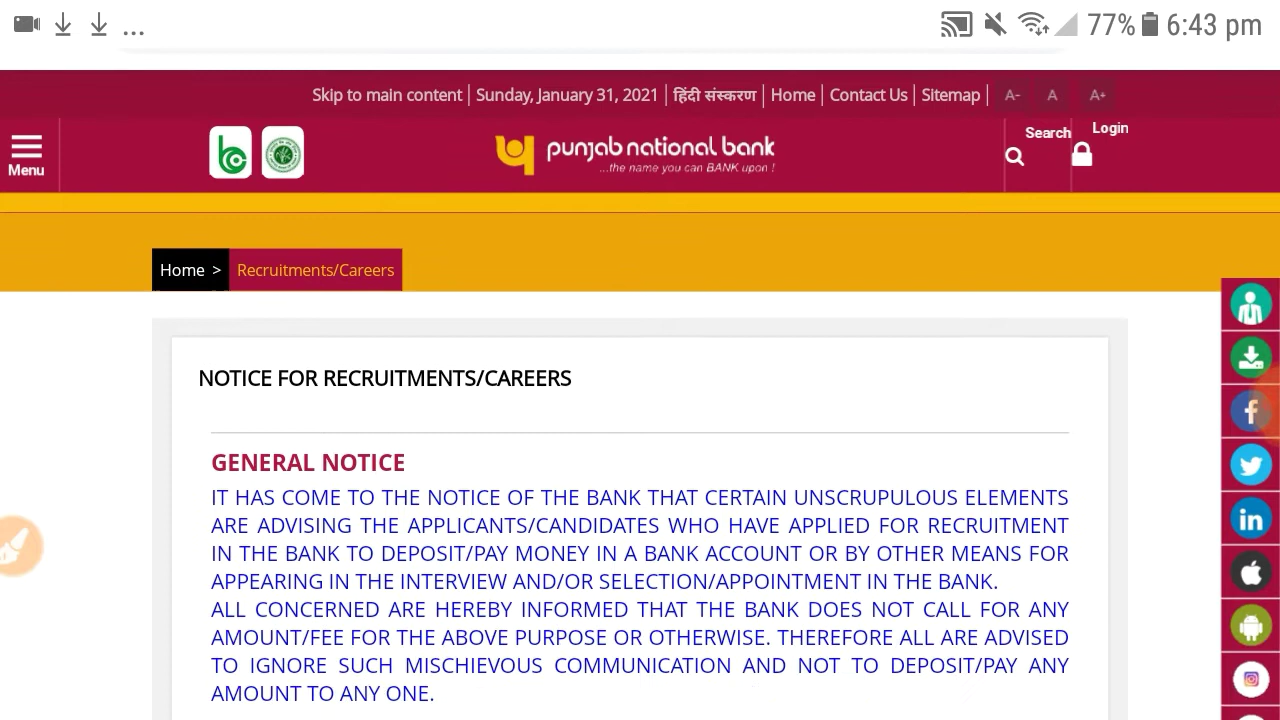 ... 77% 6:43 pm
Skip to main content Sunday, January 31, 2021 हिंदी संस्करण Home Contact Us Sitemap A- A A+
Menu
punjab national bank
...the name you can BANK upon !
Search
Login
Home > Recruitments/Careers
NOTICE FOR RECRUITMENTS/CAREERS
GENERAL NOTICE
IT HAS COME TO THE NOTICE OF THE BANK THAT CERTAIN UNSCRUPULOUS ELEMENTS
ARE ADVISING THE APPLICANTS/CANDIDATES WHO HAVE APPLIED FOR RECRUITMENT
IN THE BANK TO DEPOSIT/PAY MONEY IN A BANK ACCOUNT OR BY OTHER MEANS FOR
APPEARING IN THE INTERVIEW AND/OR SELECTION/APPOINTMENT IN THE BANK.
ALL CONCERNED ARE HEREBY INFORMED THAT THE BANK DOES NOT CALL FOR ANY
AMOUNT/FEE FOR THE ABOVE PURPOSE OR OTHERWISE. THEREFORE ALL ARE ADVISED
TO IGNORE SUCH MISCHIEVOUS COMMUNICATION AND NOT TO DEPOSIT/PAY ANY
AMOUNT TO ANY ONE.